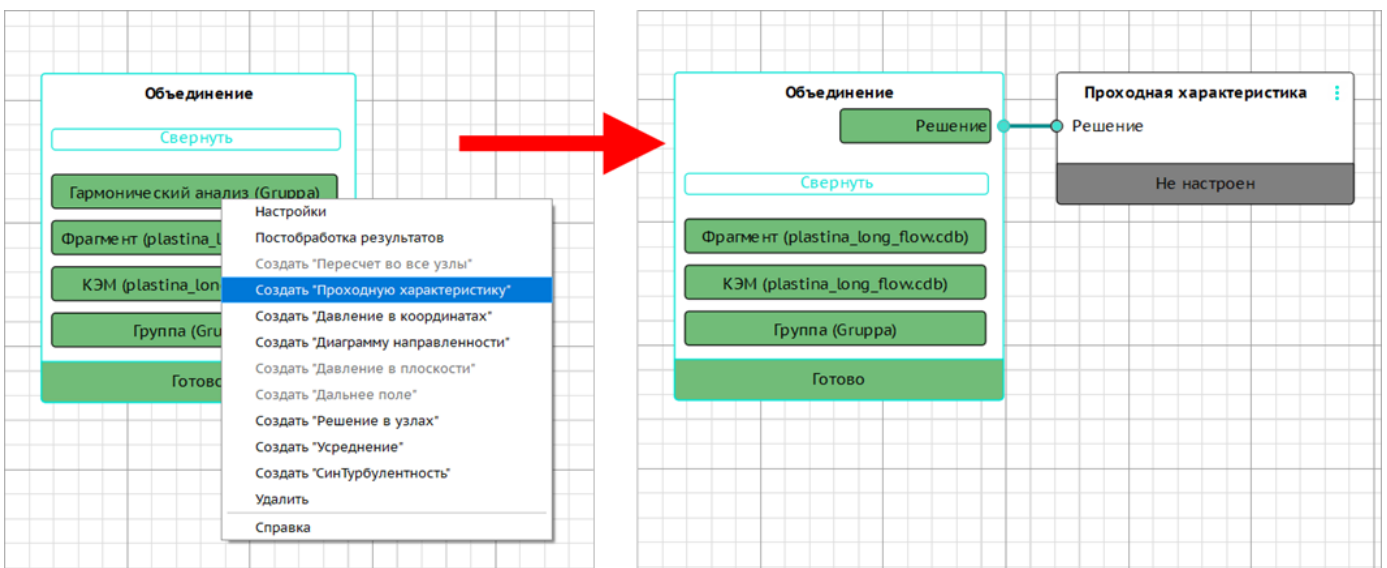 Объединение
Свернуть
Гармонический анализ (Gruppa)
Фрагмент (plastina_l
КЭМ (plastina_lon
Группа (Gru
Готово
Настройки
Постобработка результатов
Создать "Пересчет во все узлы"
Создать "Проходную характеристику"
Создать "Давление в координатах"
Создать "Диаграмму направленности"
Создать "Давление в плоскости"
Создать "Дальнее поле"
Создать "Решение в узлах"
Создать "Усреднение"
Создать "СинТурбулентность"
Удалить
Справка
Объединение
Решение
Свернуть
Фрагмент (plastina_long_flow.cdb)
КЭМ (plastina_long_flow.cdb)
Группа (Gruppa)
Готово
Проходная характеристика
Решение
Не настроен